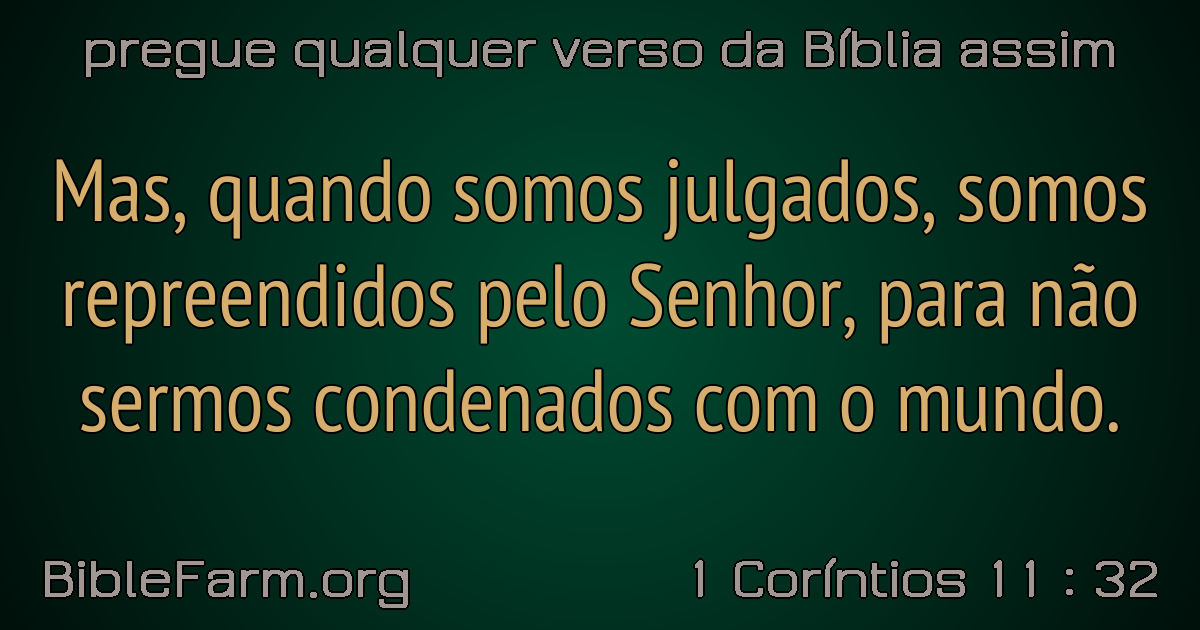 pregue qualquer verso da Bíblia assim
Mas, quando somos julgados, somos
repreendidos pelo Senhor, para não
sermos condenados com o mundo.
BibleFarm.org
1 Coríntios 11 : 32